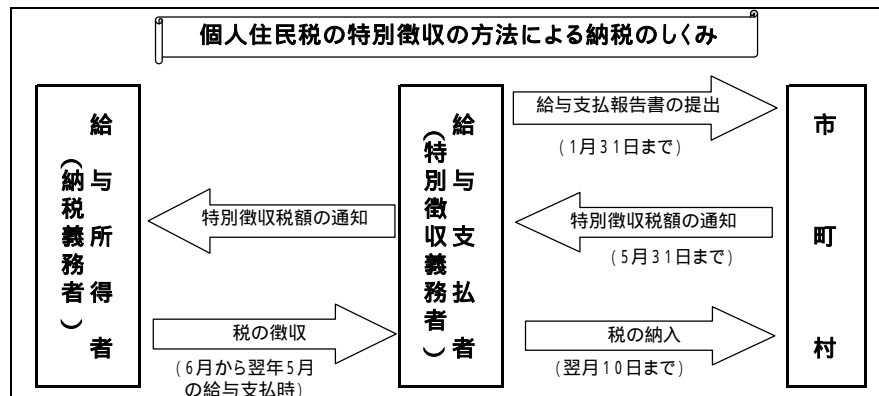 個人住民税の特別徴収の方法による納税のしくみ
給与所得者
(納税義務者)
給与支払者
(特別徴収義務者)
市町村
給与支払報告書の提出
(1月31日まで)
特別徴収税額の通知
(5月31日まで)
特別徴収税額の通知
税の徴収
(6月から翌年5月
の給与支払時)
税の納入
(翌月10日まで)